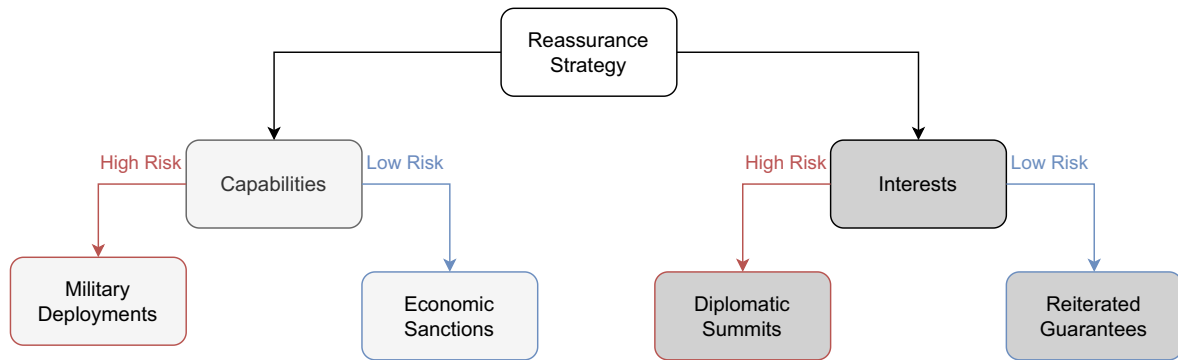 Reassurance
Strategy
High Risk
Capabilities
Low Risk
High Risk
Interests
Low Risk
Military
Deployments
Economic
Sanctions
Diplomatic
Summits
Reiterated
Guarantees